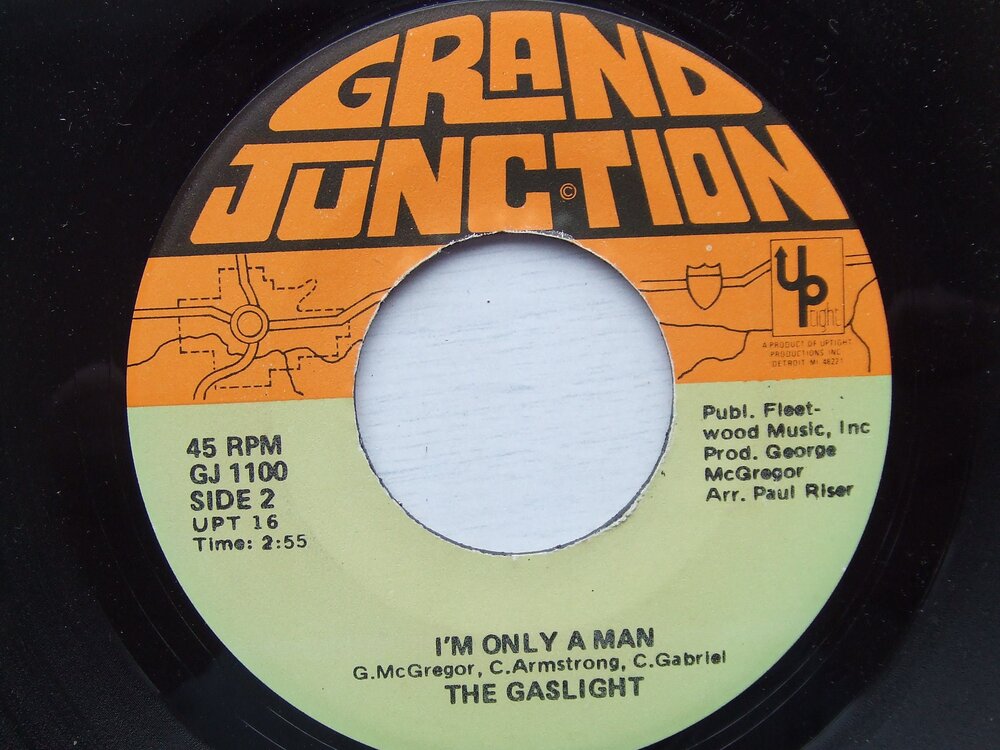 GRAND
JUNCTION
©
UP
tight
A PRODUCT OF UPTIGHT
PRODUCTIONS INC
DETROIT MI 48221
45 RPM
GJ 1100
SIDE 2
UPT 16
Time: 2:55
Publ. Fleet-
wood Music, Inc
Prod. George
McGregor
Arr. Paul Riser
I'M ONLY A MAN
G.McGregor, C.Armstrong, C.Gabriel
THE GASLIGHT